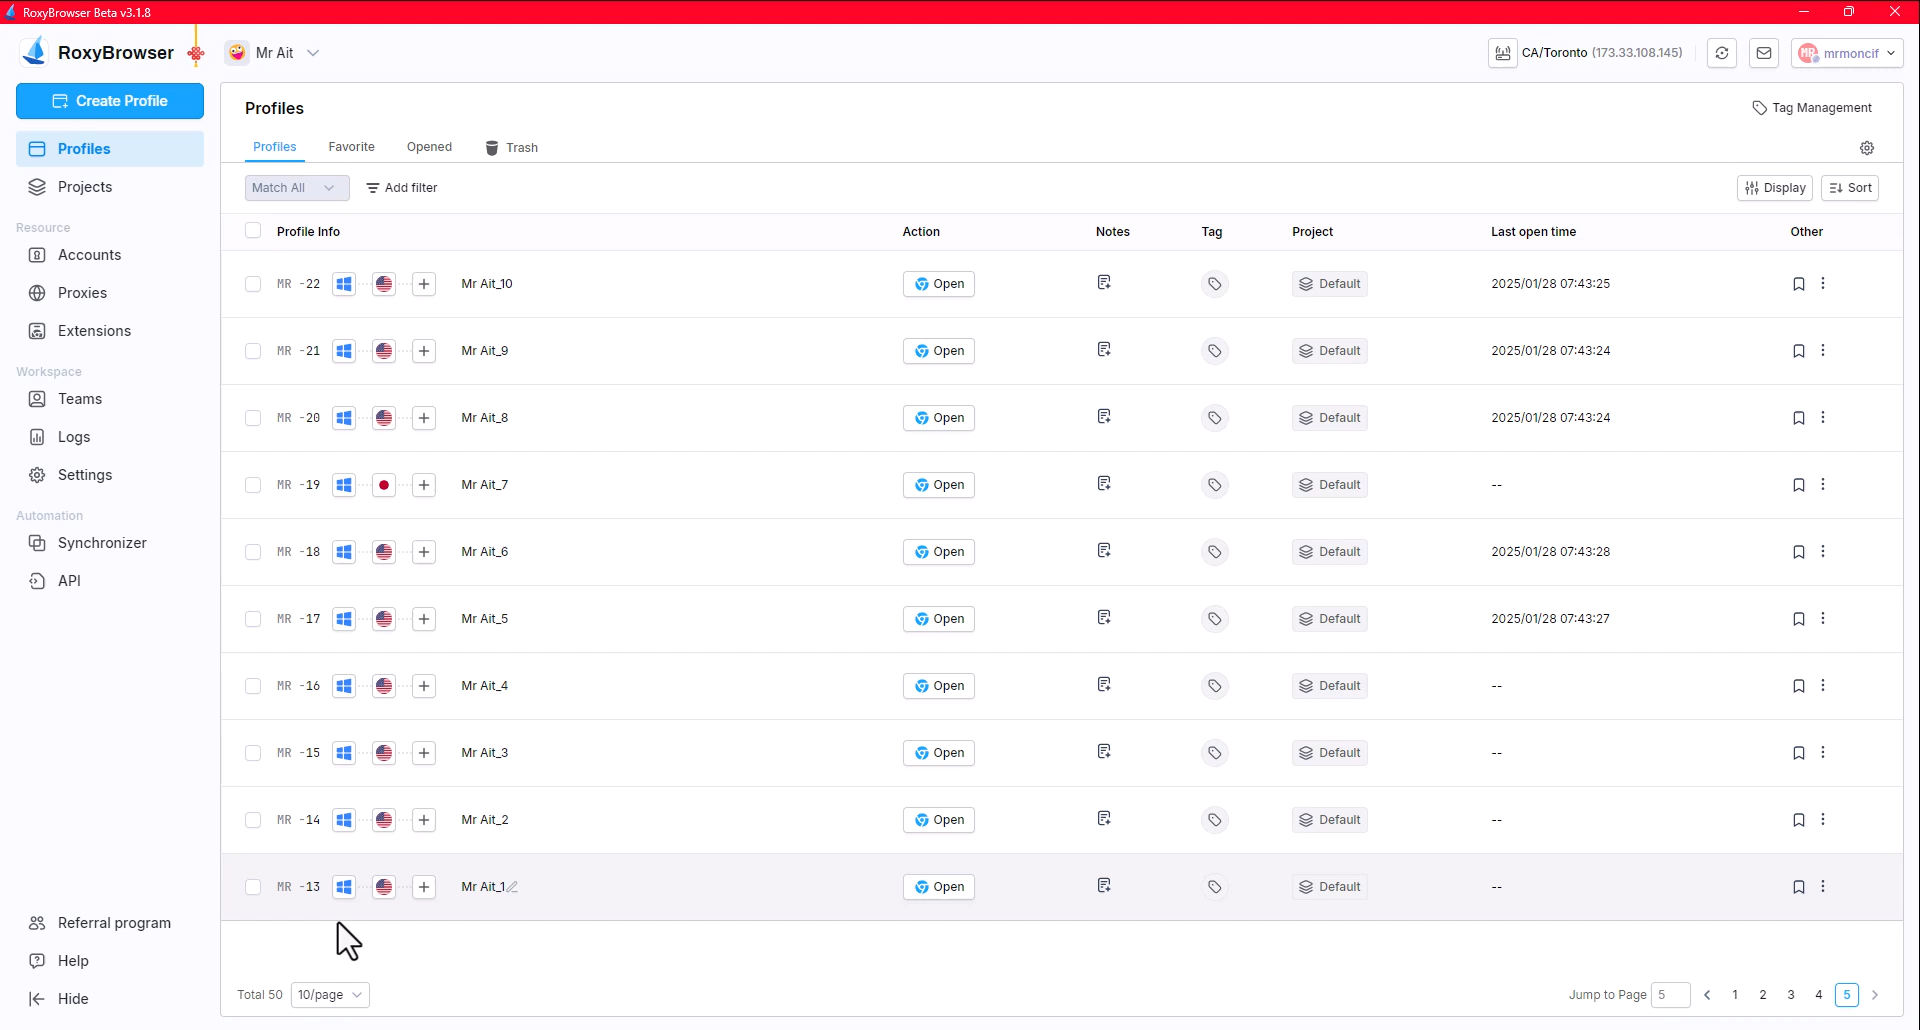 RoxyBrowser Beta v3.1.8
RoxyBrowser
Mr Ait
CA/Toronto (173.33.108.145)
MR mrmoncif
Create Profile
Profiles
Projects
Resource
Accounts
Proxies
Extensions
Workspace
Teams
Logs
Settings
Automation
Synchronizer
API
Referral program
Help
Hide
Profiles
Tag Management
Profiles Favorite Opened Trash
Match All Add filter Display Sort
Profile Info Action Notes Tag Project Last open time Other
MR -22 Mr Ait_10 Open Default 2025/01/28 07:43:25
MR -21 Mr Ait_9 Open Default 2025/01/28 07:43:24
MR -20 Mr Ait_8 Open Default 2025/01/28 07:43:24
MR -19 Mr Ait_7 Open Default --
MR -18 Mr Ait_6 Open Default 2025/01/28 07:43:28
MR -17 Mr Ait_5 Open Default 2025/01/28 07:43:27
MR -16 Mr Ait_4 Open Default --
MR -15 Mr Ait_3 Open Default --
MR -14 Mr Ait_2 Open Default --
MR -13 Mr Ait_1 Open Default --
Total 50 10/page Jump to Page 5 1 2 3 4 5